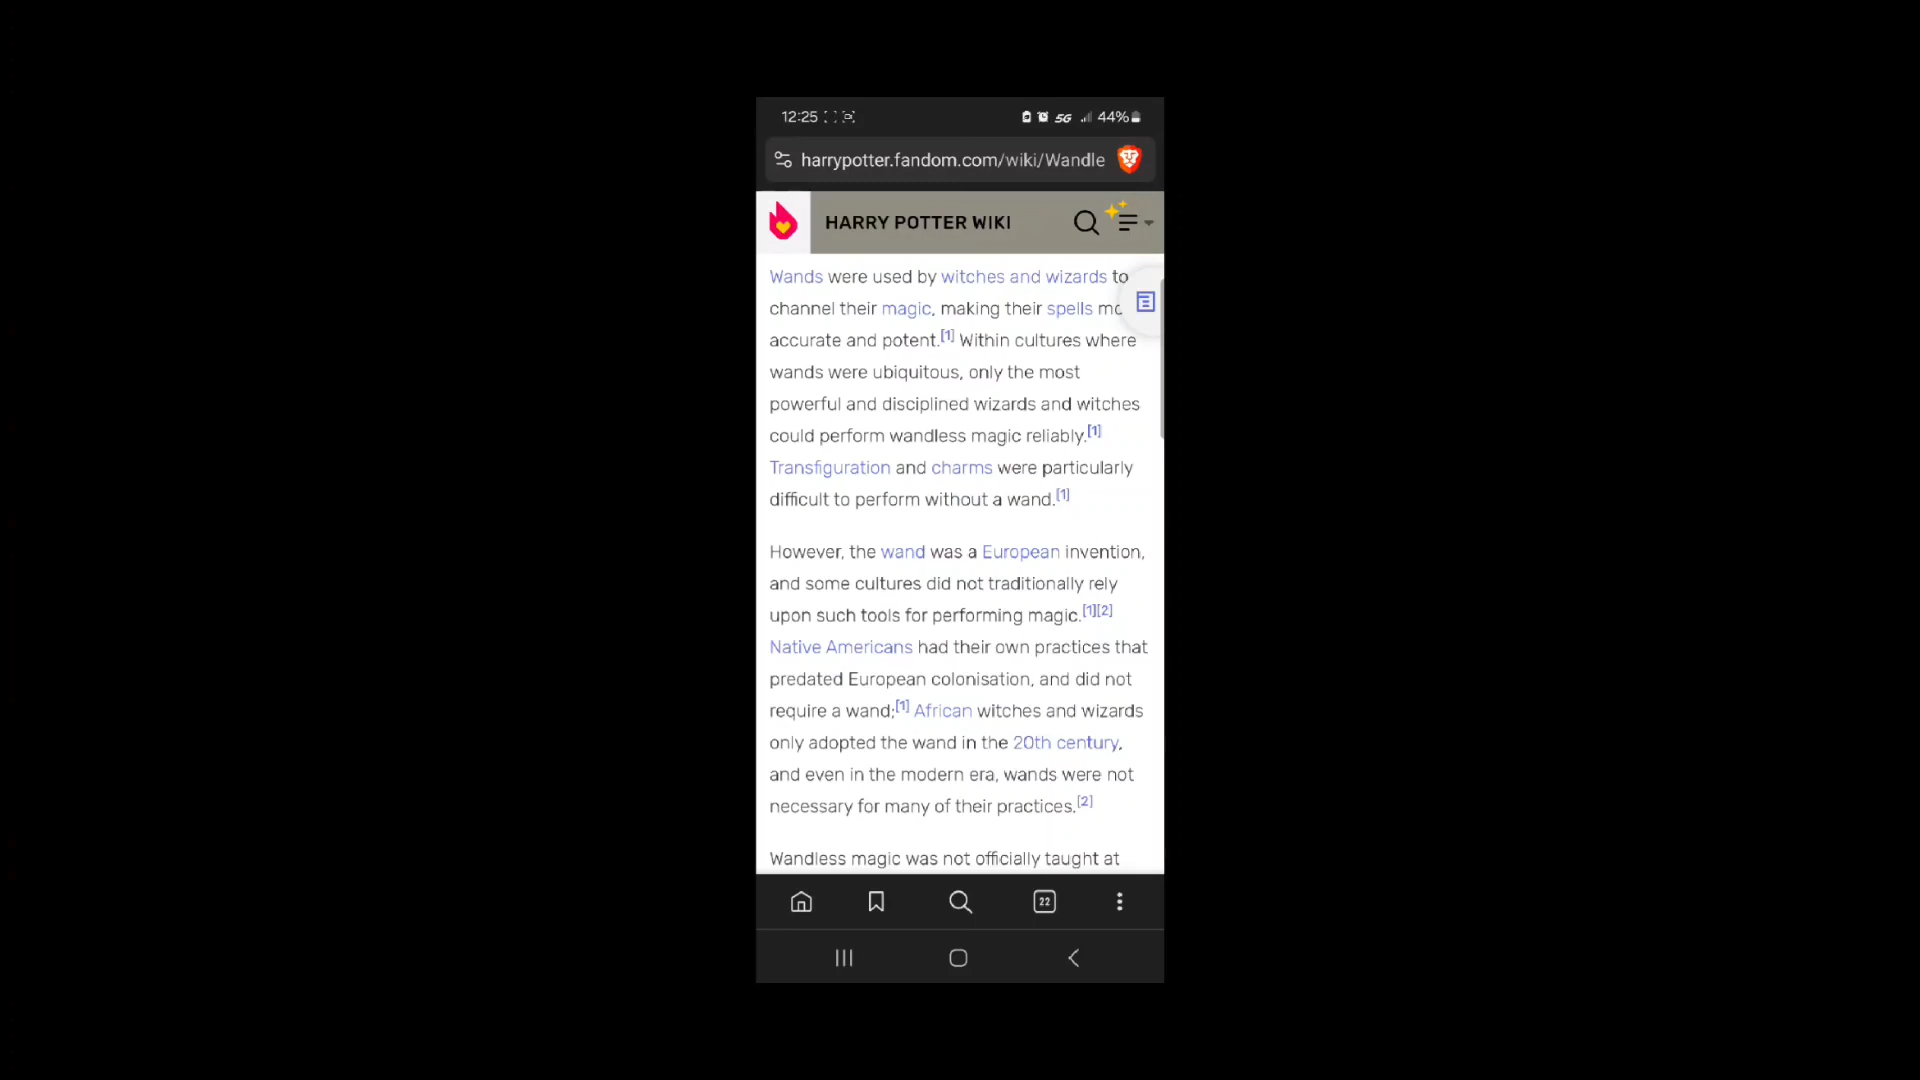 12:25 5G 44%
harrypotter.fandom.com/wiki/Wandle
HARRY POTTER WIKI
Wands were used by witches and wizards to
channel their magic, making their spells mo
accurate and potent.[1] Within cultures where
wands were ubiquitous, only the most
powerful and disciplined wizards and witches
could perform wandless magic reliably.[1]
Transfiguration and charms were particularly
difficult to perform without a wand.[1]
However, the wand was a European invention,
and some cultures did not traditionally rely
upon such tools for performing magic.[1][2]
Native Americans had their own practices that
predated European colonisation, and did not
require a wand;[1] African witches and wizards
only adopted the wand in the 20th century,
and even in the modern era, wands were not
necessary for many of their practices.[2]
Wandless magic was not officially taught at
22